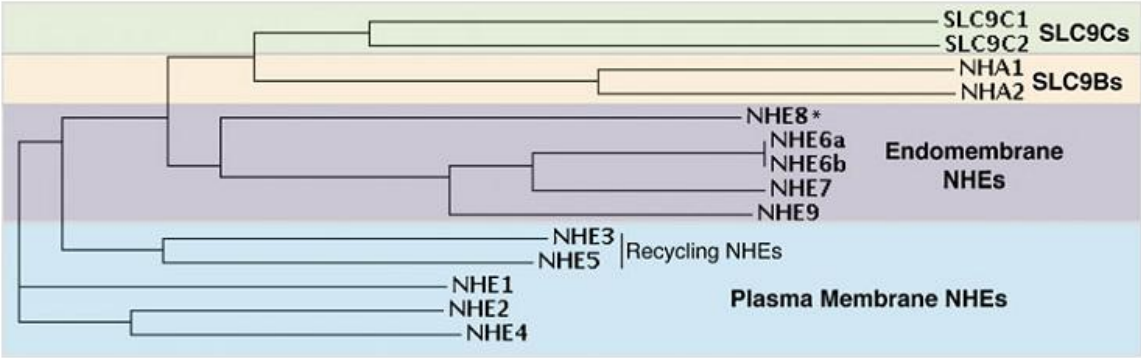 SLC9C1
SLC9C2
SLC9Cs
NHA1
NHA2
SLC9Bs
NHE8*
NHE6a
NHE6b
NHE7
NHE9
Endomembrane
NHEs
NHE3
NHE5
Recycling NHEs
NHE1
NHE2
NHE4
Plasma Membrane NHEs